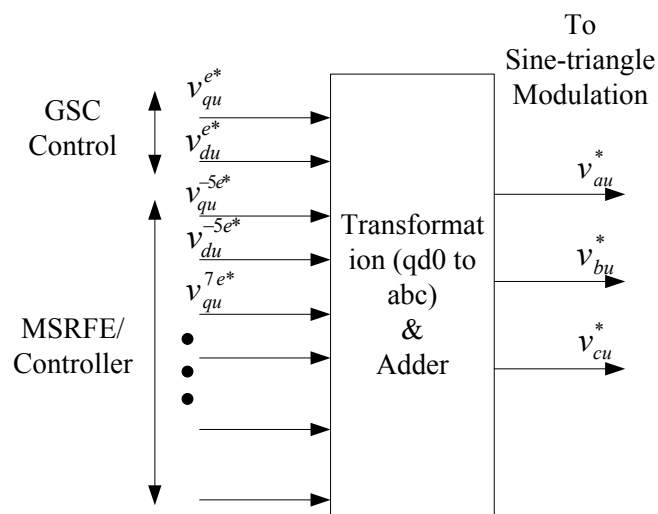 To
Sine-triangle
Modulation
GSC
Control
v_{qu}^{e*}
v_{du}^{e*}
v_{qu}^{-5e*}
v_{du}^{-5e*}
v_{qu}^{7e*}
MSRFE/
Controller
Transformat
ion (qd0 to
abc)
&
Adder
v_{au}^{*}
v_{bu}^{*}
v_{cu}^{*}